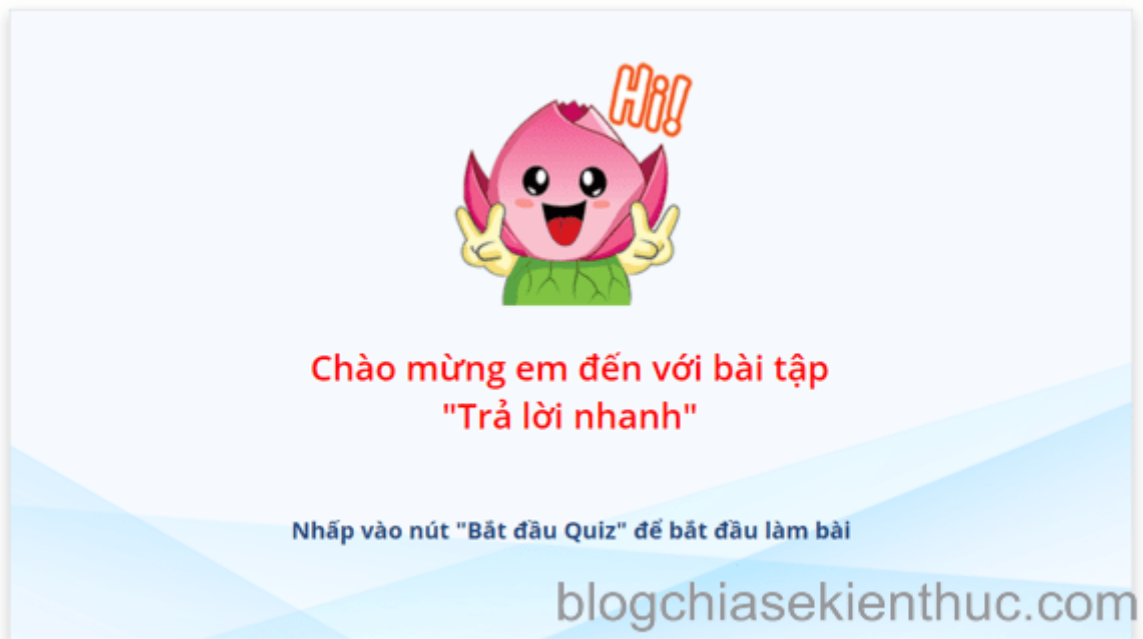 Hi!
Chào mừng em đến với bài tập
"Trả lời nhanh"
Nhấp vào nút "Bắt đầu Quiz" để bắt đầu làm bài
blogchiasekienthuc.com